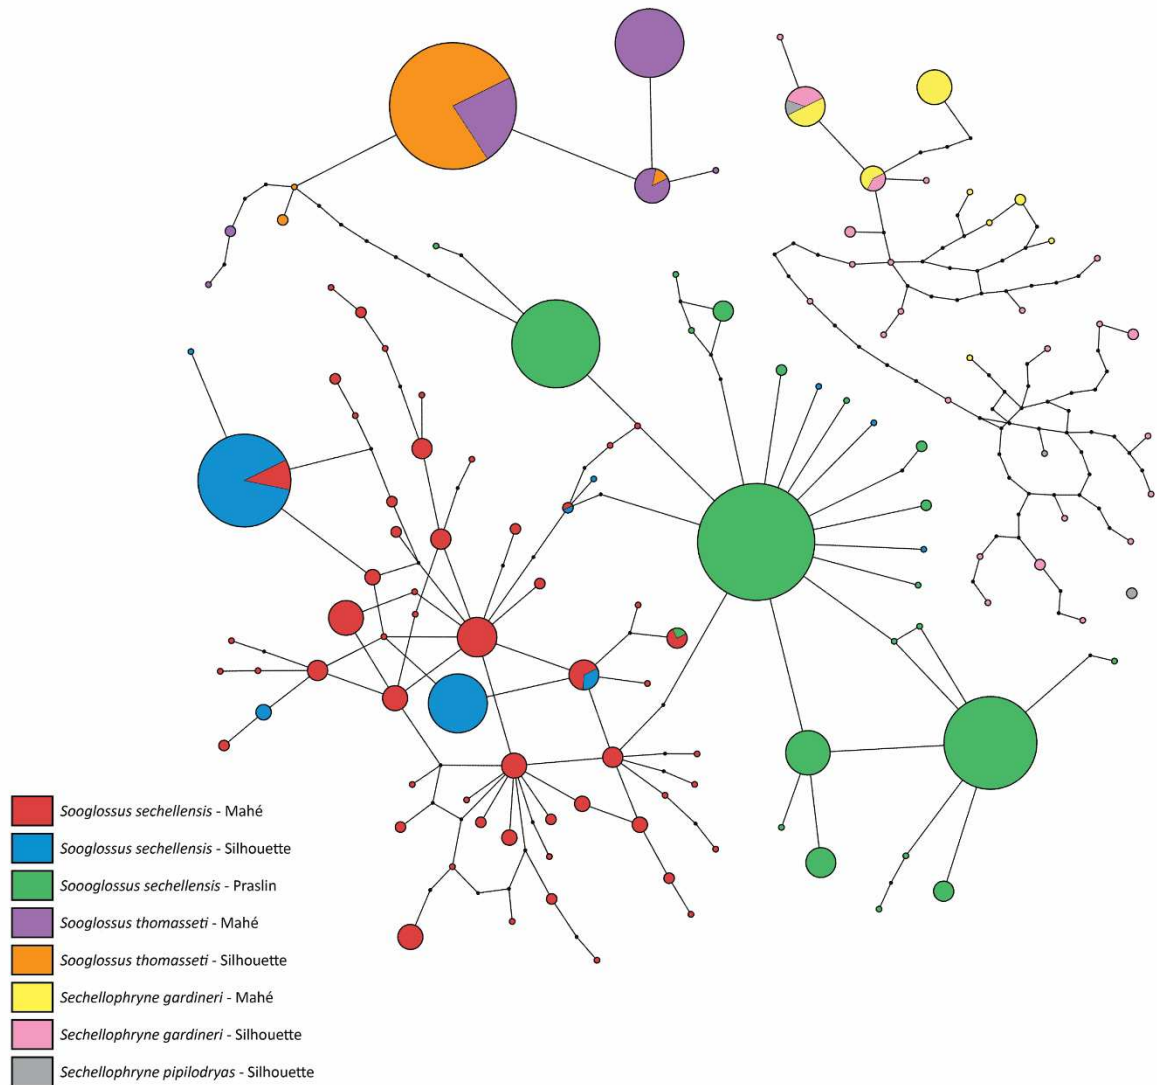 Sooglossus sechellensis - Mahé
Sooglossus sechellensis - Silhouette
Soooglossus sechellensis - Praslin
Sooglossus thomasseti - Mahé
Sooglossus thomasseti - Silhouette
Sechellophryne gardineri - Mahé
Sechellophryne gardineri - Silhouette
Sechellophryne pipilodryas - Silhouette